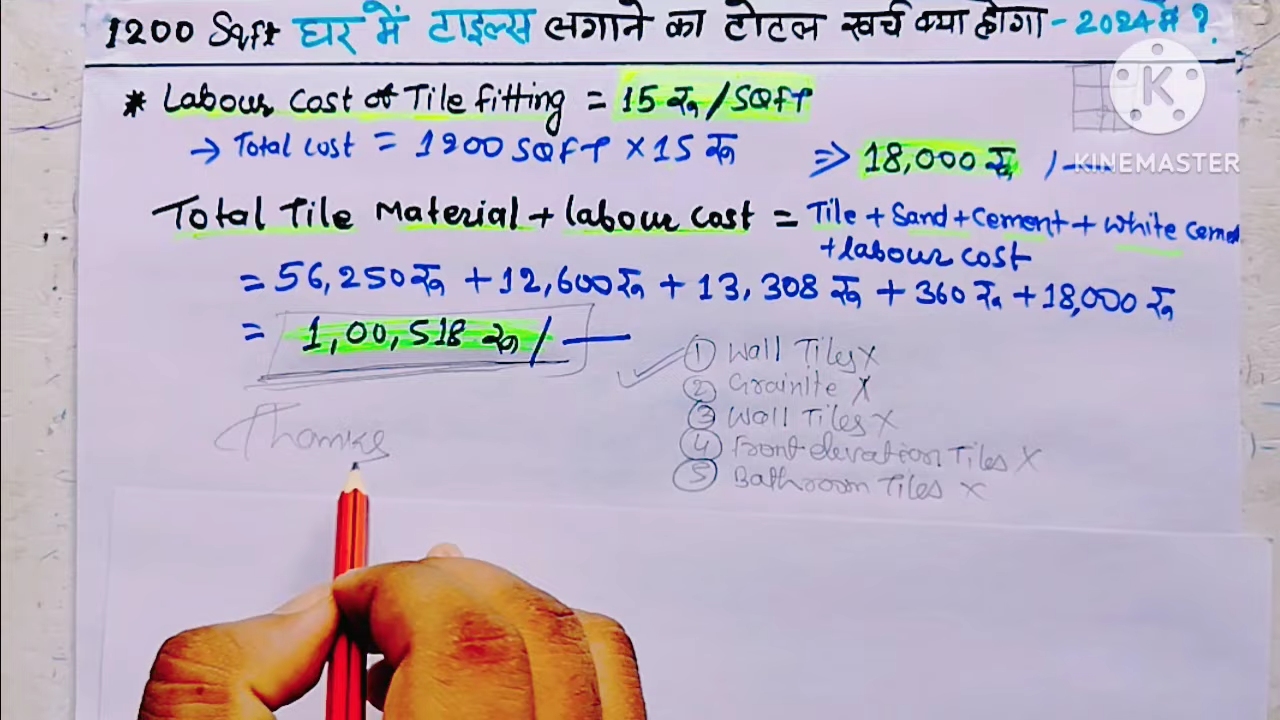 1200 Sqft घर में टाइल्स लगाने का टोटल खर्च क्या होगा - 2024 में ?
* Labour Cost of Tile fitting = 15 रू /SQFT
→ Total cost = 1200 SQFT × 15 रू ⇒ 18,000 रू /-
KINEMASTER
Total Tile Material + labour cost = Tile + Sand + Cement + White Cement
+ labour cost
= 56,250 रू + 12,600 रू + 13,308 रू + 360 रू + 18,000 रू
= 1,00,518 रू /-
① Wall Tiles X
② Grainite X
③ Wall Tiles X
④ Front elevation Tiles X
⑤ Bathroom Tiles X
Thanks